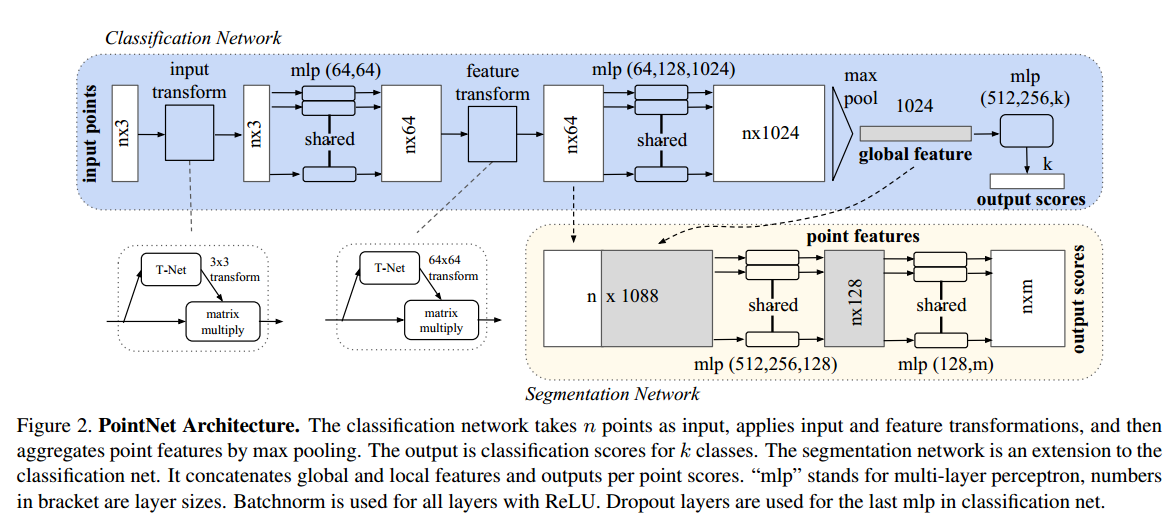 Classification Network
input points
nx3
input
transform
nx3
mlp (64,64)
shared
nx64
feature
transform
nx64
mlp (64,128,1024)
shared
nx1024
max
pool
1024
global feature
mlp
(512,256,k)
k
output scores
T-Net
3x3
transform
matrix
multiply
T-Net
64x64
transform
matrix
multiply
point features
n x 1088
shared
mlp (512,256,128)
nx128
shared
mlp (128,m)
nxm
output scores
Segmentation Network
Figure 2. PointNet Architecture. The classification network takes n points as input, applies input and feature transformations, and then
aggregates point features by max pooling. The output is classification scores for k classes. The segmentation network is an extension to the
classification net. It concatenates global and local features and outputs per point scores. “mlp” stands for multi-layer perceptron, numbers
in bracket are layer sizes. Batchnorm is used for all layers with ReLU. Dropout layers are used for the last mlp in classification net.